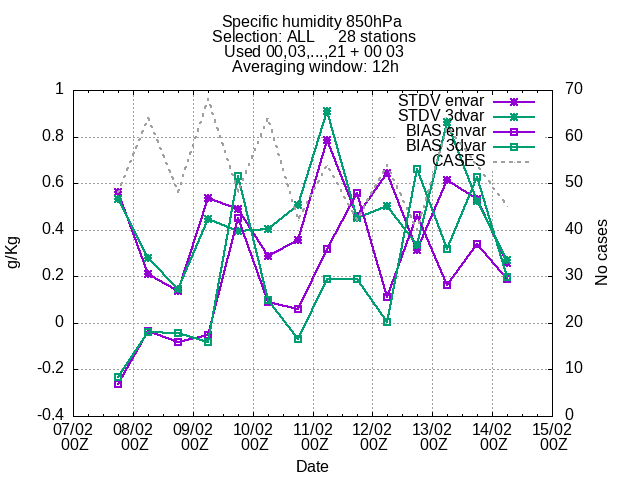 Specific humidity 850hPa
Selection: ALL 28 stations
Used 00,03,...,21 + 00 03
Averaging window: 12h
1
0.8
0.6
0.4
0.2
0
-0.2
-0.4
g/Kg
70
60
50
40
30
20
10
0
No cases
STDV envar
STDV 3dvar
BIAS envar
BIAS 3dvar
CASES
07/02 08/02 09/02 10/02 11/02 12/02 13/02 14/02 15/02
00Z 00Z 00Z 00Z 00Z 00Z 00Z 00Z 00Z
Date